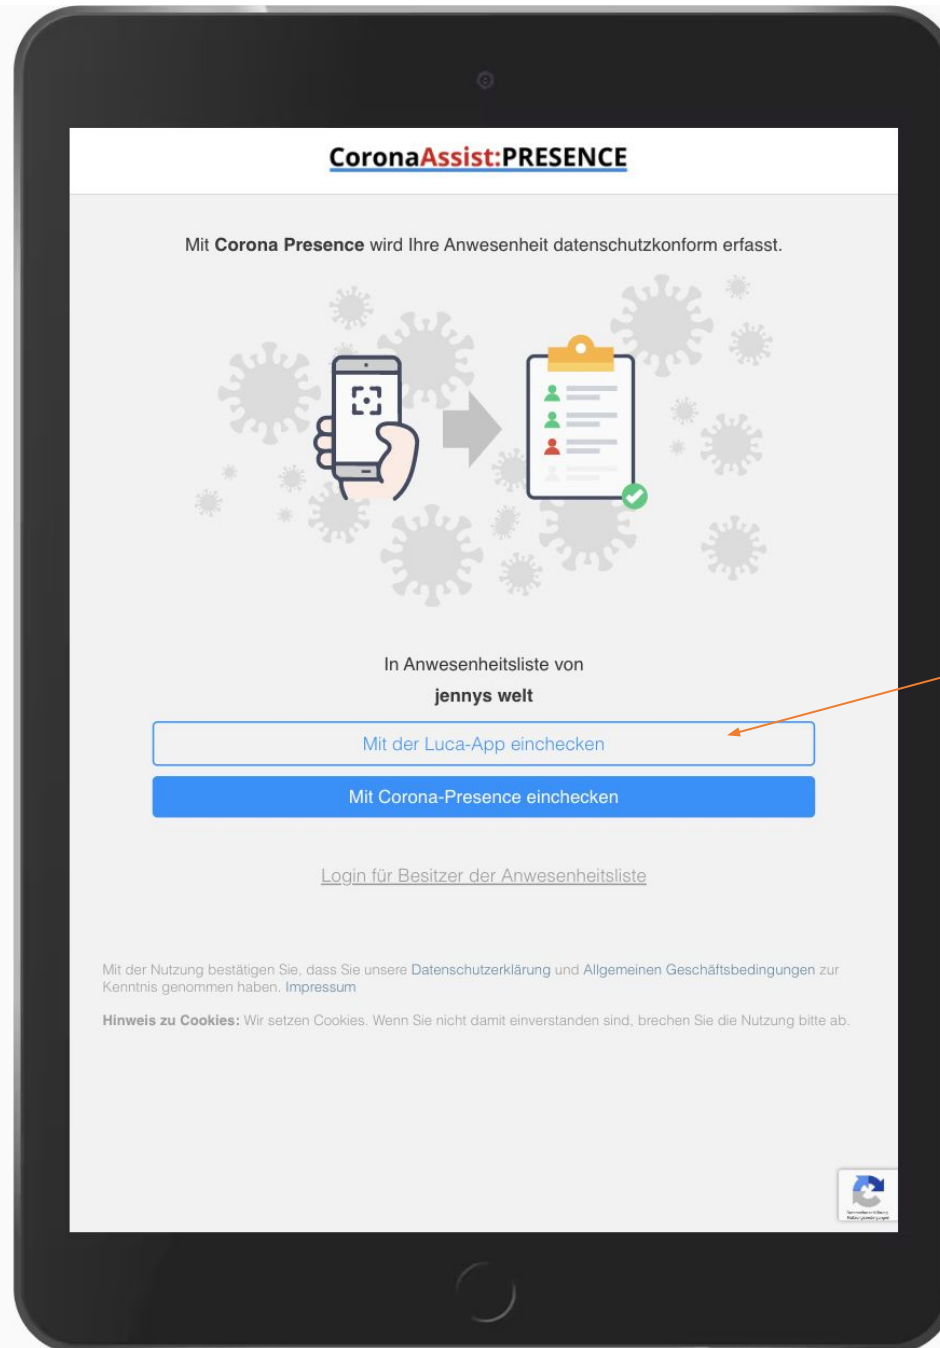 CoronaAssist:PRESENCE
Mit Corona Presence wird Ihre Anwesenheit datenschutzkonform erfasst.
In Anwesenheitsliste von
jennys welt
Mit der Luca-App einchecken
Mit Corona-Presence einchecken
Login für Besitzer der Anwesenheitsliste
Mit der Nutzung bestätigen Sie, dass Sie unsere Datenschutzerklärung und Allgemeinen Geschäftsbedingungen zur
Kenntnis genommen haben. Impressum
Hinweis zu Cookies: Wir setzen Cookies. Wenn Sie nicht damit einverstanden sind, brechen Sie die Nutzung bitte ab.